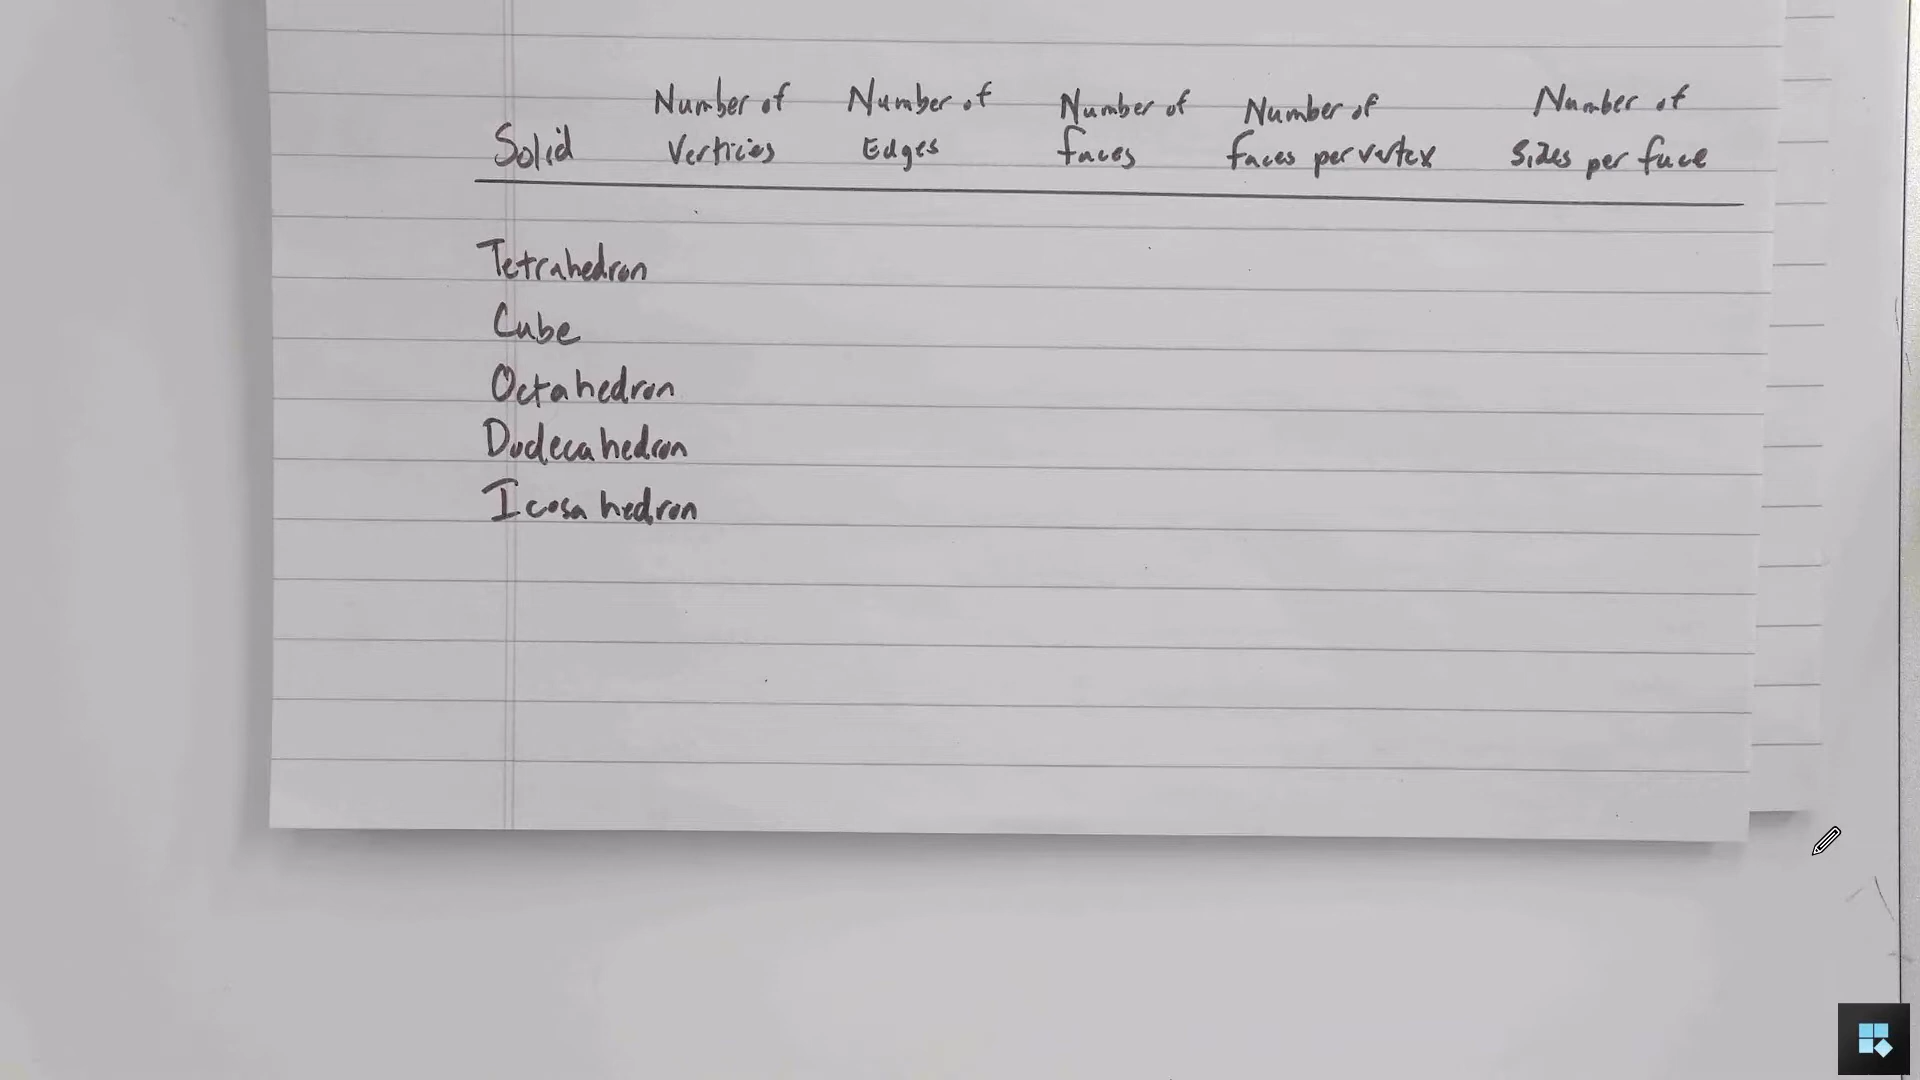 Number of Number of Number of Number of Number of
Solid Verticies Edges faces faces per vertex sizes per face
Tetrahedron
Cube
Octahedron
Dodecahedron
Icosahedron